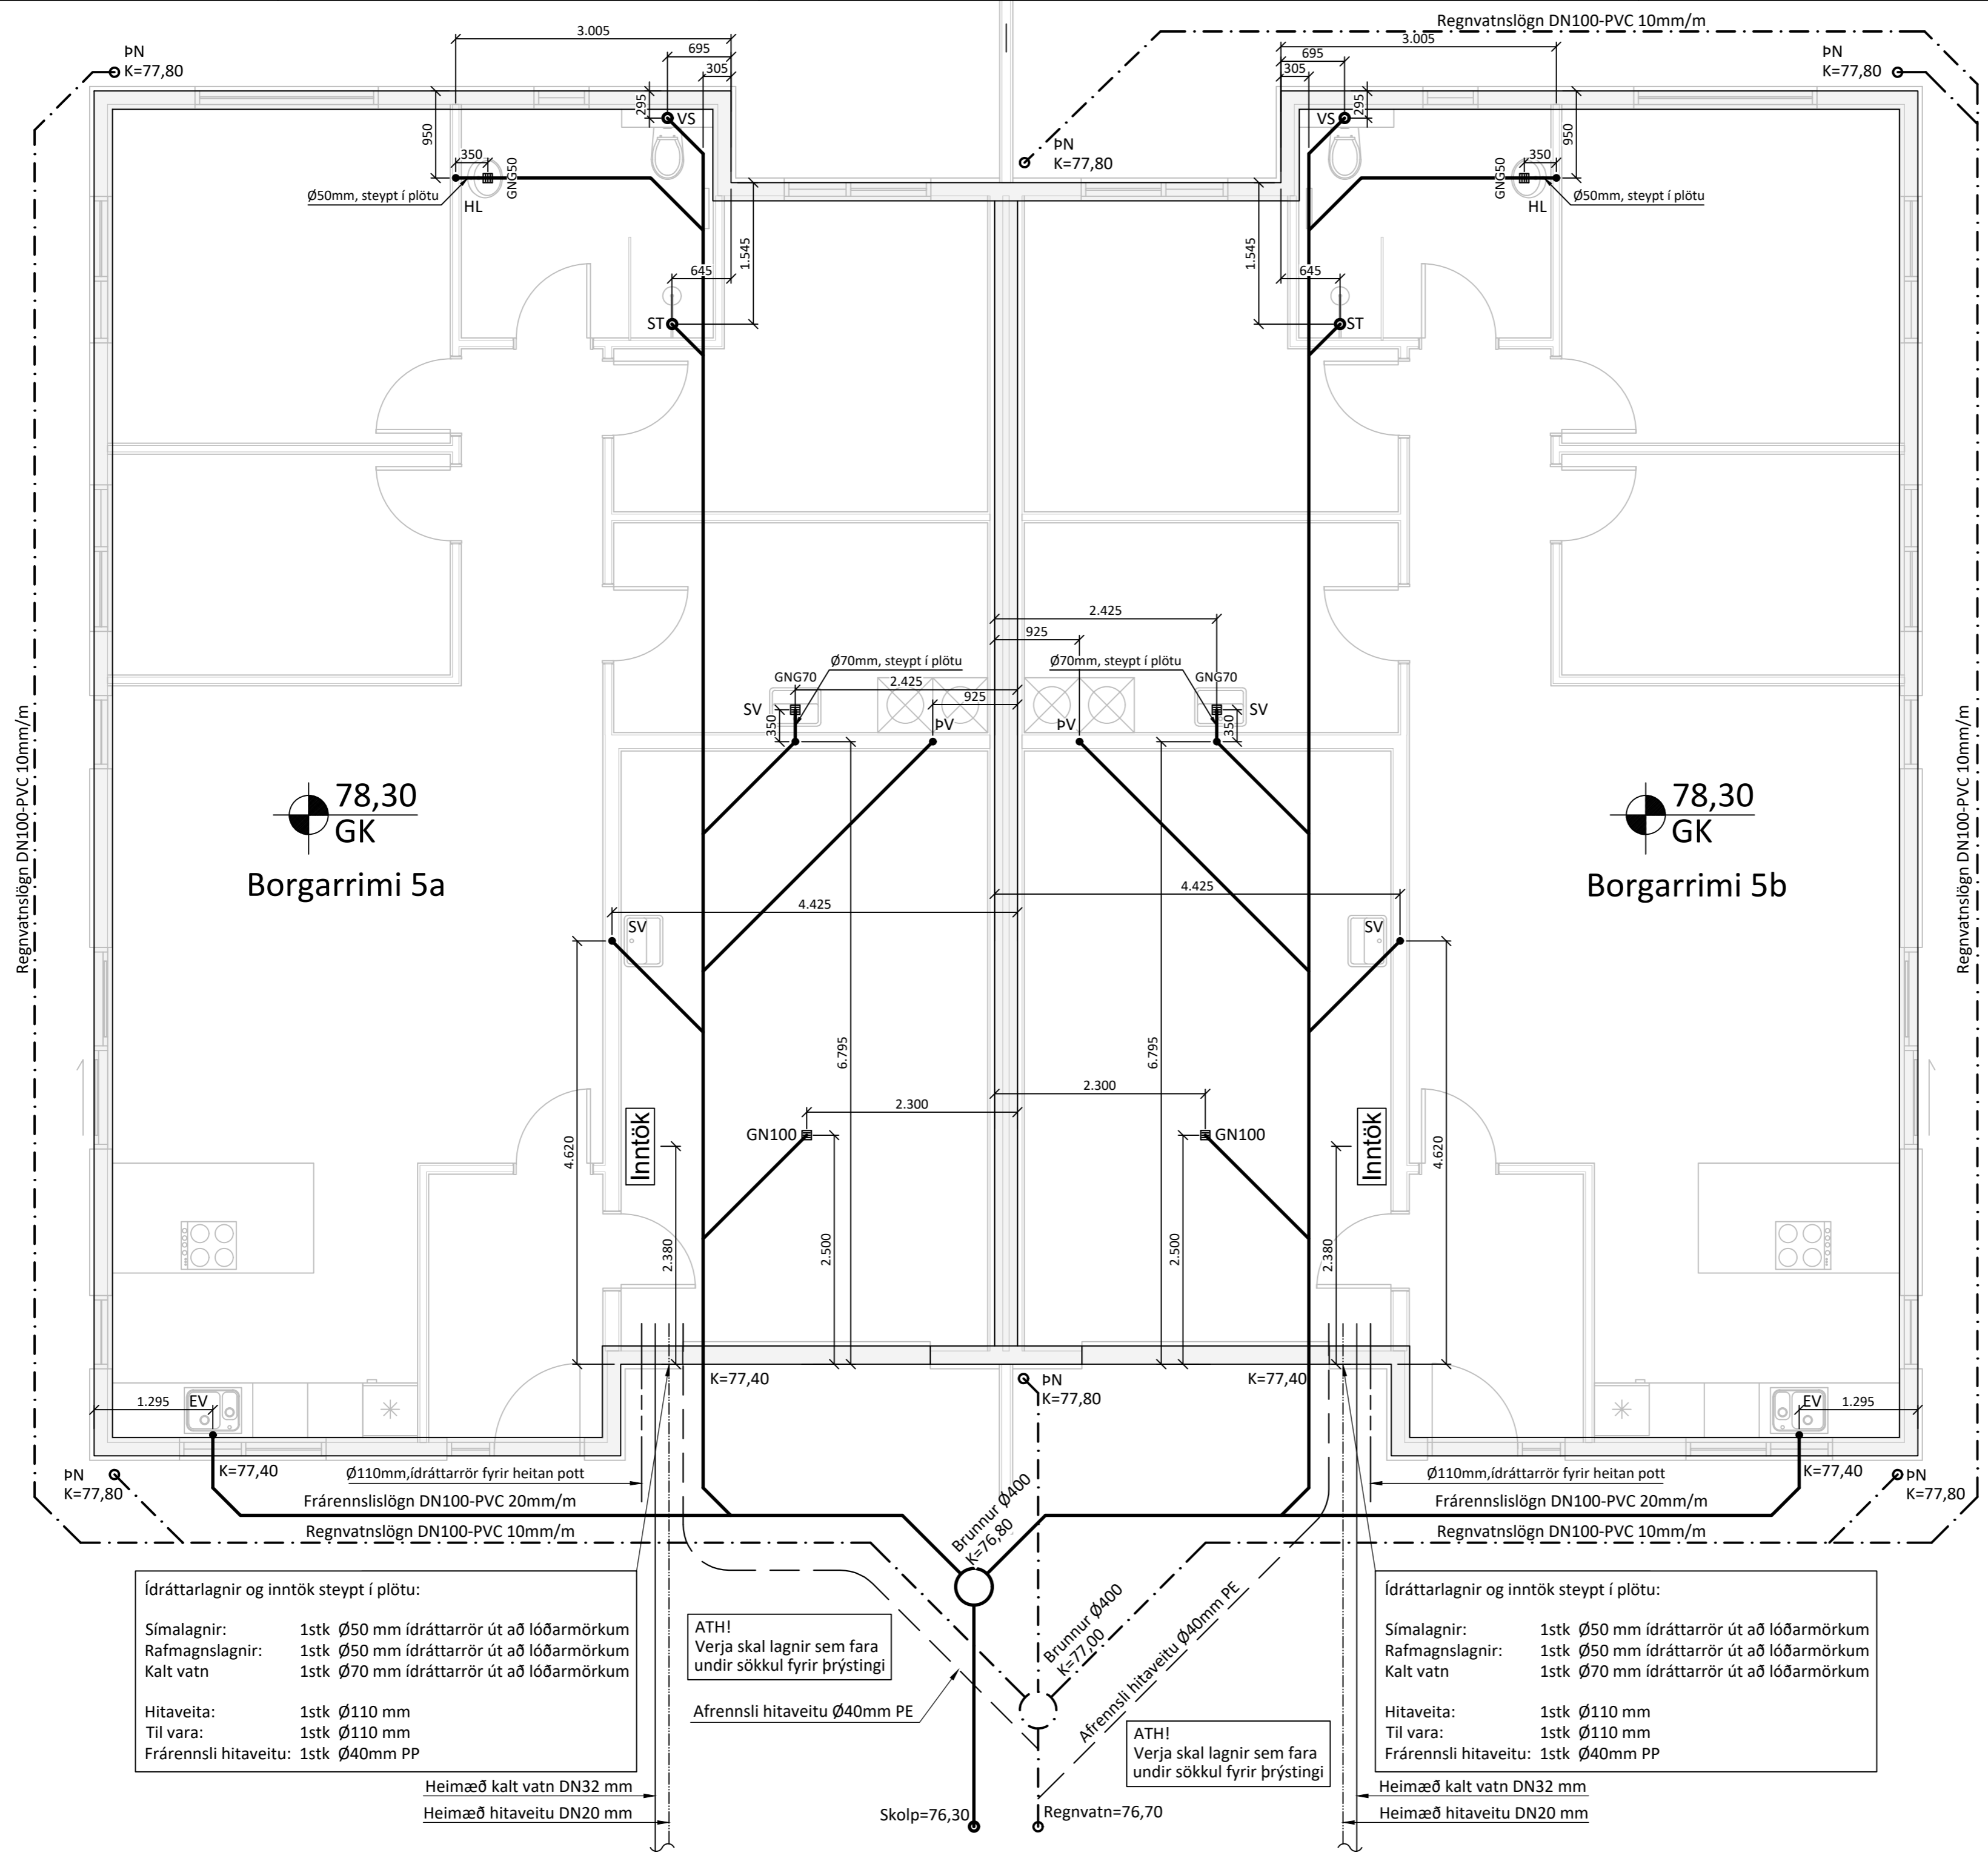 Regnvatnslögn DN100-PVC 10mm/m
3.005
3.005
695
695
305
305
ÞN
K=77,80
ÞN
K=77,80
ÞN
K=77,80
295
295
VS
VS
950
950
350
350
GNG50
GNG50
Ø50mm, steypt í plötu
Ø50mm, steypt í plötu
HL
HL
1.545
1.545
645
645
ST
ST
2.425
925
Ø70mm, steypt í plötu
Ø70mm, steypt í plötu
GNG70
GNG70
2.425
925
SV
SV
350
350
ÞV
ÞV
Regnvatnslögn DN100-PVC 10mm/m
Regnvatnslögn DN100-PVC 10mm/m
78,30
GK
Borgarrimi 5a
78,30
GK
Borgarrimi 5b
4.425
4.425
SV
SV
6.795
6.795
2.300
2.300
GN100
GN100
Inntök
Inntök
4.620
4.620
2.380
2.380
2.500
2.500
K=77,40
K=77,40
ÞN
K=77,80
1.295
EV
EV
1.295
ÞN
K=77,80
K=77,40
Ø110mm,ídráttarrör fyrir heitan pott
Ø110mm,ídráttarrör fyrir heitan pott
K=77,40
ÞN
K=77,80
Frárennslislögn DN100-PVC 20mm/m
Frárennslislögn DN100-PVC 20mm/m
Regnvatnslögn DN100-PVC 10mm/m
Regnvatnslögn DN100-PVC 10mm/m
Brunnur Ø400
K=76,80
Brunnur Ø400
K=77,00
Afrennsli hitaveitu Ø40mm PE
Ídráttarlagnir og inntök steypt í plötu:
Símalagnir: 1stk Ø50 mm ídráttarrör út að lóðarmörkum
Rafmagnslagnir: 1stk Ø50 mm ídráttarrör út að lóðarmörkum
Kalt vatn 1stk Ø70 mm ídráttarrör út að lóðarmörkum
Hitaveita: 1stk Ø110 mm
Til vara: 1stk Ø110 mm
Frárennsli hitaveitu: 1stk Ø40mm PP
ATH!
Verja skal lagnir sem fara
undir sökkul fyrir þrýstingi
Afrennsli hitaveitu Ø40mm PE
ATH!
Verja skal lagnir sem fara
undir sökkul fyrir þrýstingi
Ídráttarlagnir og inntök steypt í plötu:
Símalagnir: 1stk Ø50 mm ídráttarrör út að lóðarmörkum
Rafmagnslagnir: 1stk Ø50 mm ídráttarrör út að lóðarmörkum
Kalt vatn 1stk Ø70 mm ídráttarrör út að lóðarmörkum
Hitaveita: 1stk Ø110 mm
Til vara: 1stk Ø110 mm
Frárennsli hitaveitu: 1stk Ø40mm PP
Heimæð kalt vatn DN32 mm
Heimæð hitaveitu DN20 mm
Skolp=76,30
Regnvatn=76,70
Heimæð kalt vatn DN32 mm
Heimæð hitaveitu DN20 mm